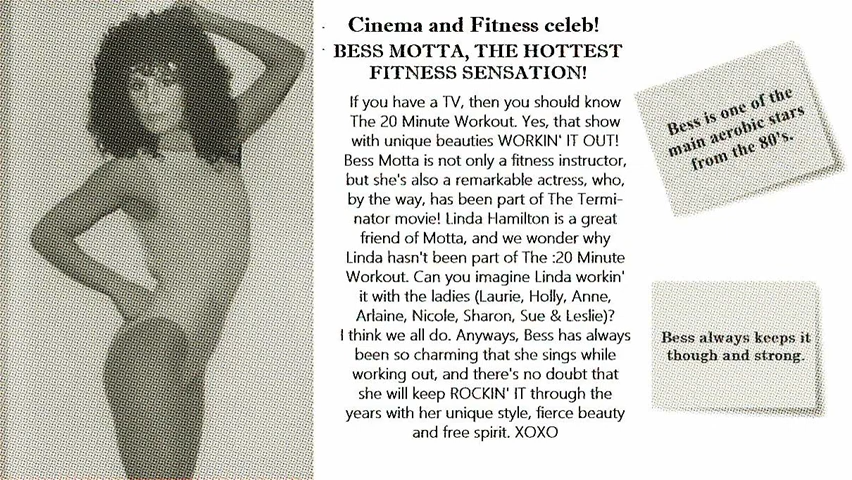 Cinema and Fitness celeb!
BESS MOTTA, THE HOTTEST
FITNESS SENSATION!
If you have a TV, then you should know
The 20 Minute Workout. Yes, that show
with unique beauties WORKIN' IT OUT!
Bess Motta is not only a fitness instructor,
but she's also a remarkable actress, who,
by the way, has been part of The Termi-
nator movie! Linda Hamilton is a great
friend of Motta, and we wonder why
Linda hasn't been part of The :20 Minute
Workout. Can you imagine Linda workin'
it with the ladies (Laurie, Holly, Anne,
Arlaine, Nicole, Sharon, Sue & Leslie)?
I think we all do. Anyways, Bess has always
been so charming that she sings while
working out, and there's no doubt that
she will keep ROCKIN' IT through the
years with her unique style, fierce beauty
and free spirit. XOXO
Bess is one of the
main aerobic stars
from the 80's.
Bess always keeps it
though and strong.